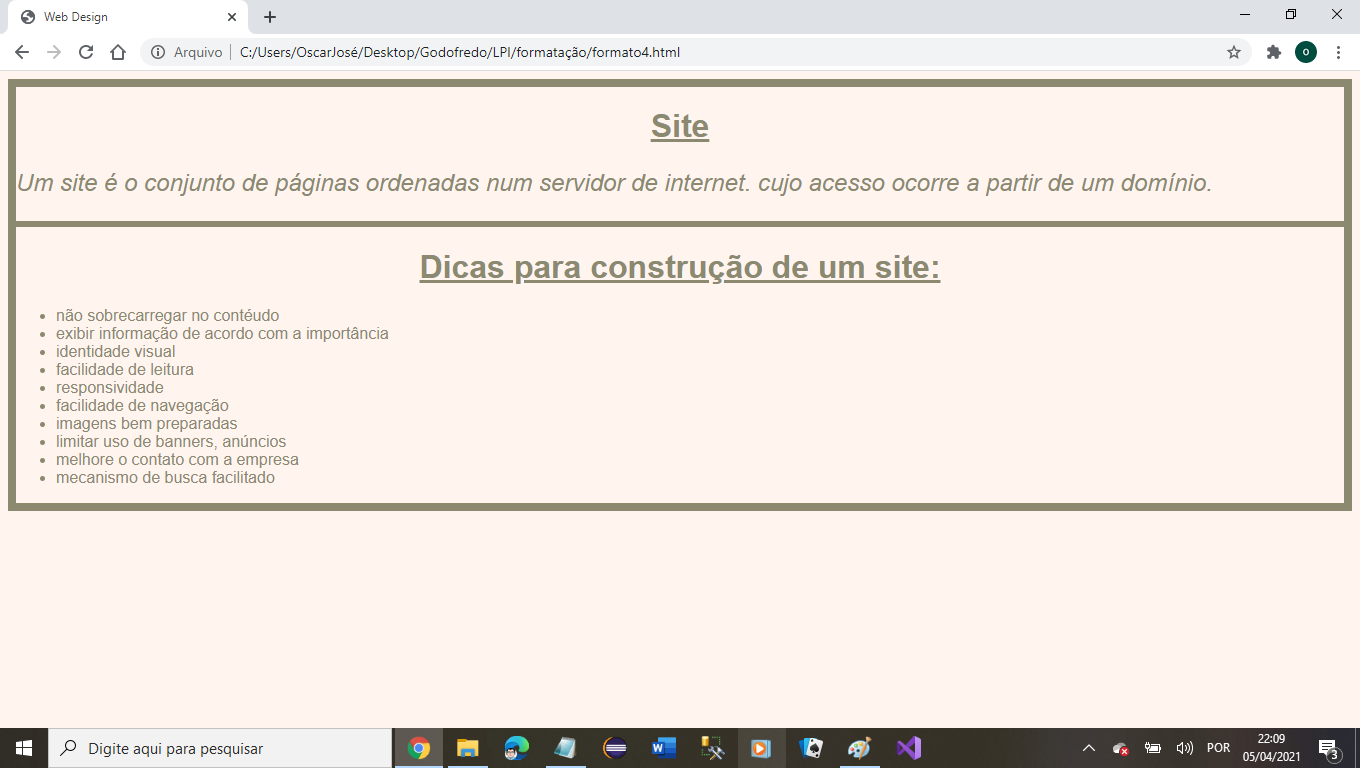 Web Design
Arquivo
C:/Users/OscarJosé/Desktop/Godofredo/LPI/formatação/formato4.html
o
Site
Um site é o conjunto de páginas ordenadas num servidor de internet. cujo acesso ocorre a partir de um domínio.
Dicas para construção de um site:
não sobrecarregar no contéudo
exibir informação de acordo com a importância
identidade visual
facilidade de leitura
responsividade
facilidade de navegação
imagens bem preparadas
limitar uso de banners, anúncios
melhore o contato com a empresa
mecanismo de busca facilitado
Digite aqui para pesquisar
POR
22:09
05/04/2021
3